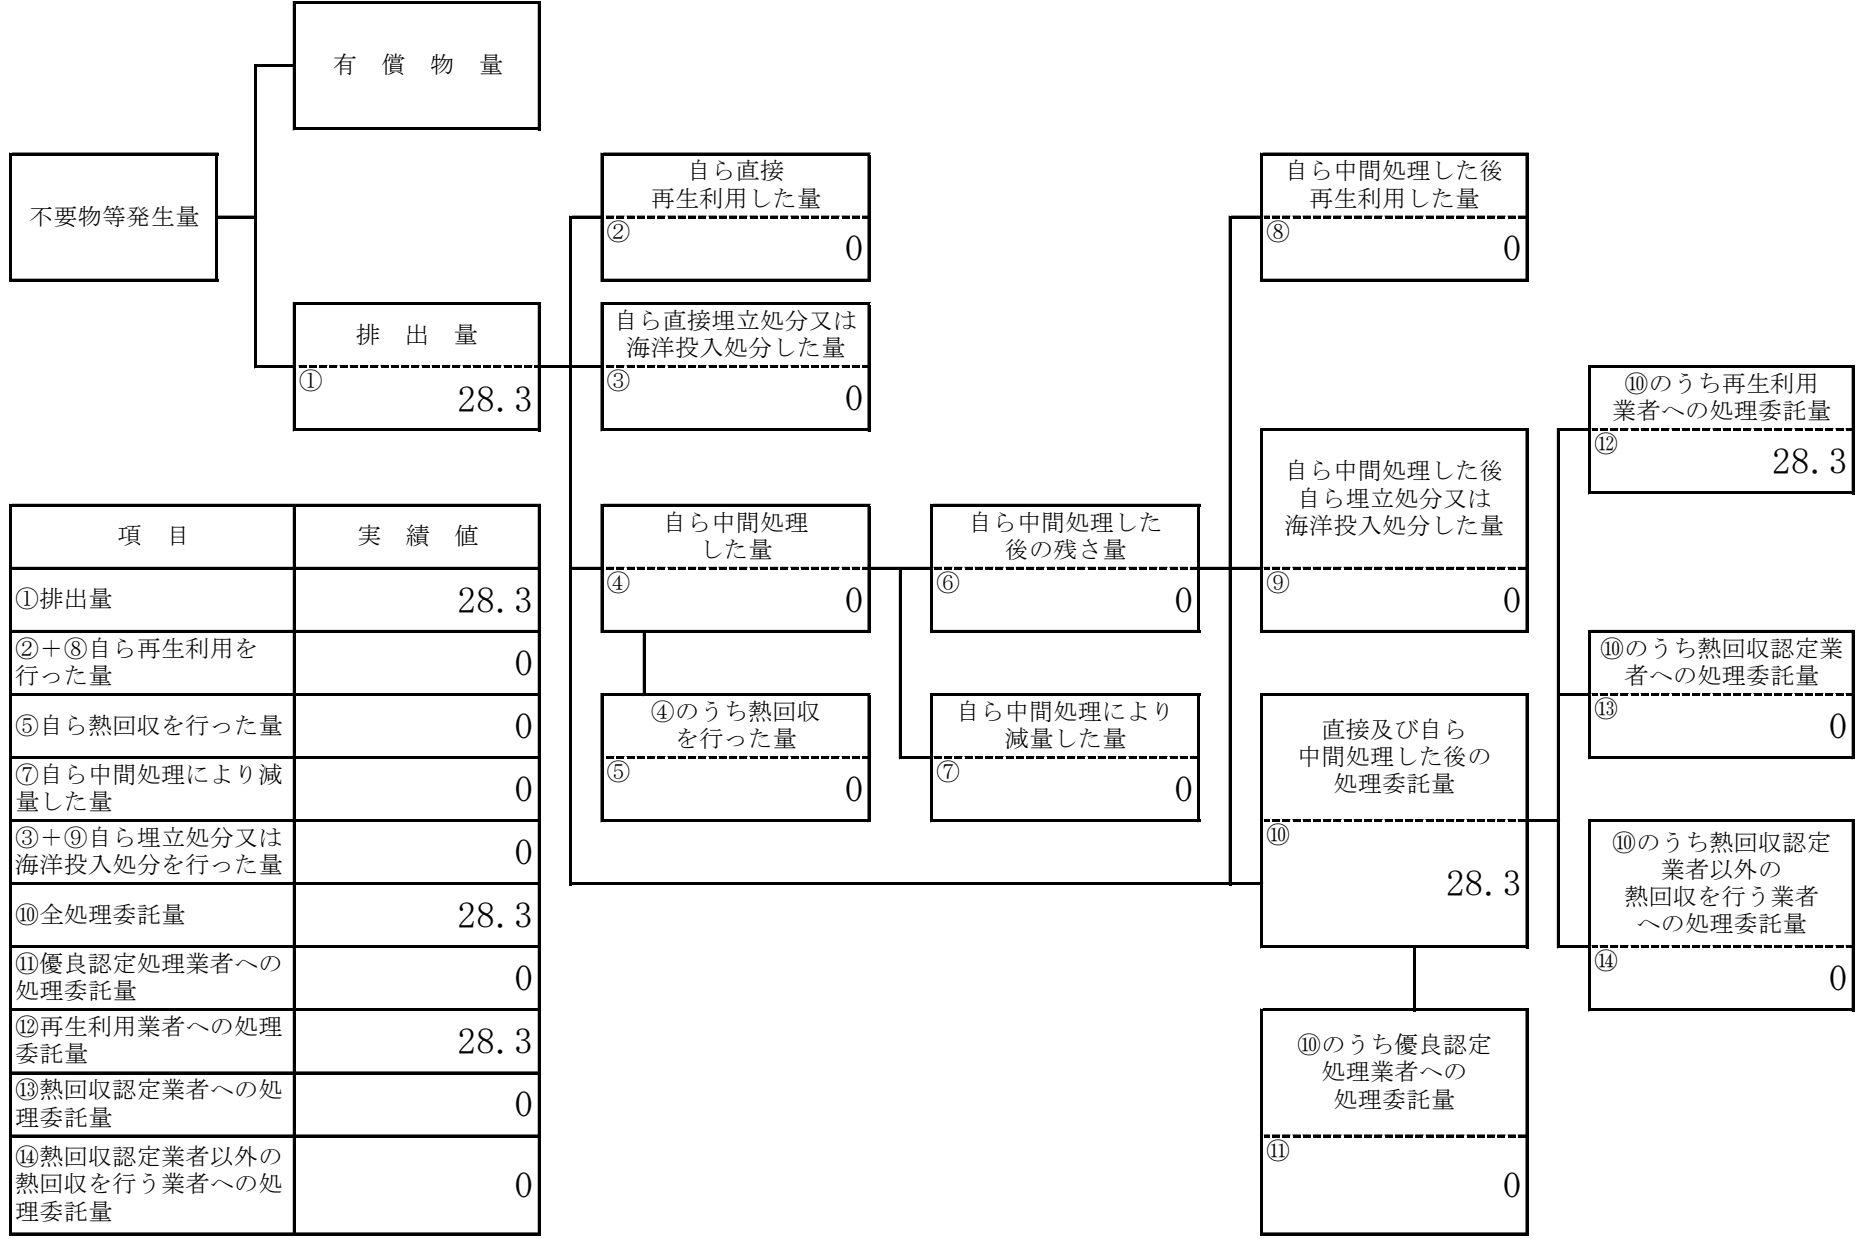 有償物量
不要物等発生量
排出量
①
28.3
自ら直接
再生利用した量
②
0
自ら直接埋立処分又は
海洋投入処分した量
③
0
自ら中間処理
した量
④
0
④のうち熱回収
を行った量
⑤
0
自ら中間処理した
後の残さ量
⑥
0
自ら中間処理により
減量した量
⑦
0
自ら中間処理した後
再生利用した量
⑧
0
自ら中間処理した後
自ら埋立処分又は
海洋投入処分した量
⑨
0
直接及び自ら
中間処理した後の
処理委託量
⑩
28.3
⑩のうち優良認定
処理業者への
処理委託量
⑪
0
⑩のうち再生利用
業者への処理委託量
⑫
28.3
⑩のうち熱回収認定業
者への処理委託量
⑬
0
⑩のうち熱回収認定
業者以外の
熱回収を行う業者
への処理委託量
⑭
0
項目 実績値
①排出量 28.3
②+⑧自ら再生利用を
行った量 0
⑤自ら熱回収を行った量 0
⑦自ら中間処理により減
量した量 0
③+⑨自ら埋立処分又は
海洋投入処分を行った量 0
⑩全処理委託量 28.3
⑪優良認定処理業者への
処理委託量 0
⑫再生利用業者への処理
委託量 28.3
⑬熱回収認定業者への処
理委託量 0
⑭熱回収認定業者以外の
熱回収を行う業者への処
理委託量 0